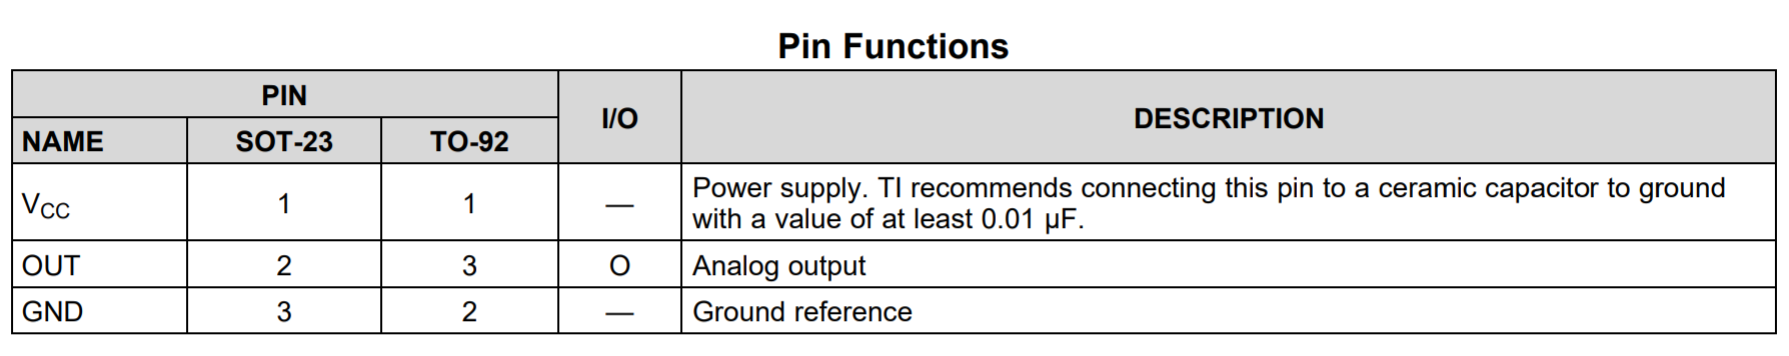 Pin Functions
PIN
I/O
DESCRIPTION
NAME SOT-23 TO-92
VCC 1 1 — Power supply. TI recommends connecting this pin to a ceramic capacitor to ground
with a value of at least 0.01 µF.
OUT 2 3 O Analog output
GND 3 2 — Ground reference